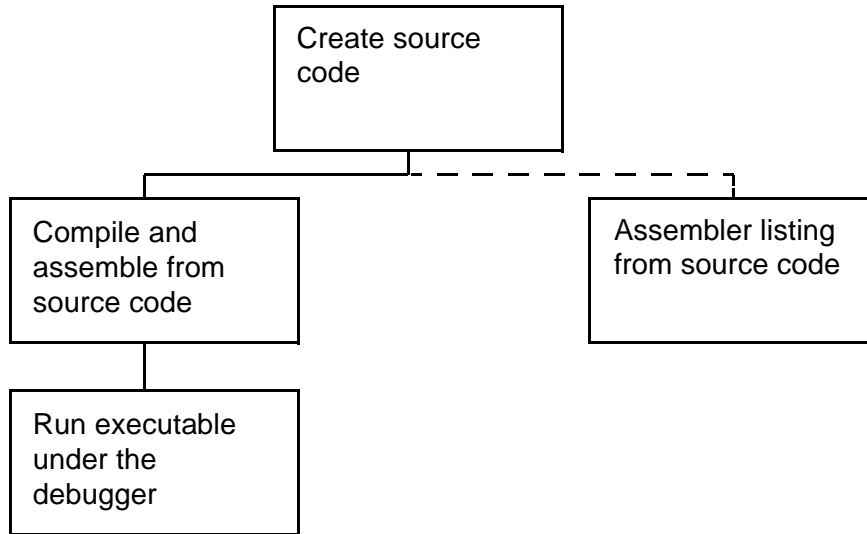 Create source
code
Compile and
assemble from
source code
Assembler listing
from source code
Run executable
under the
debugger